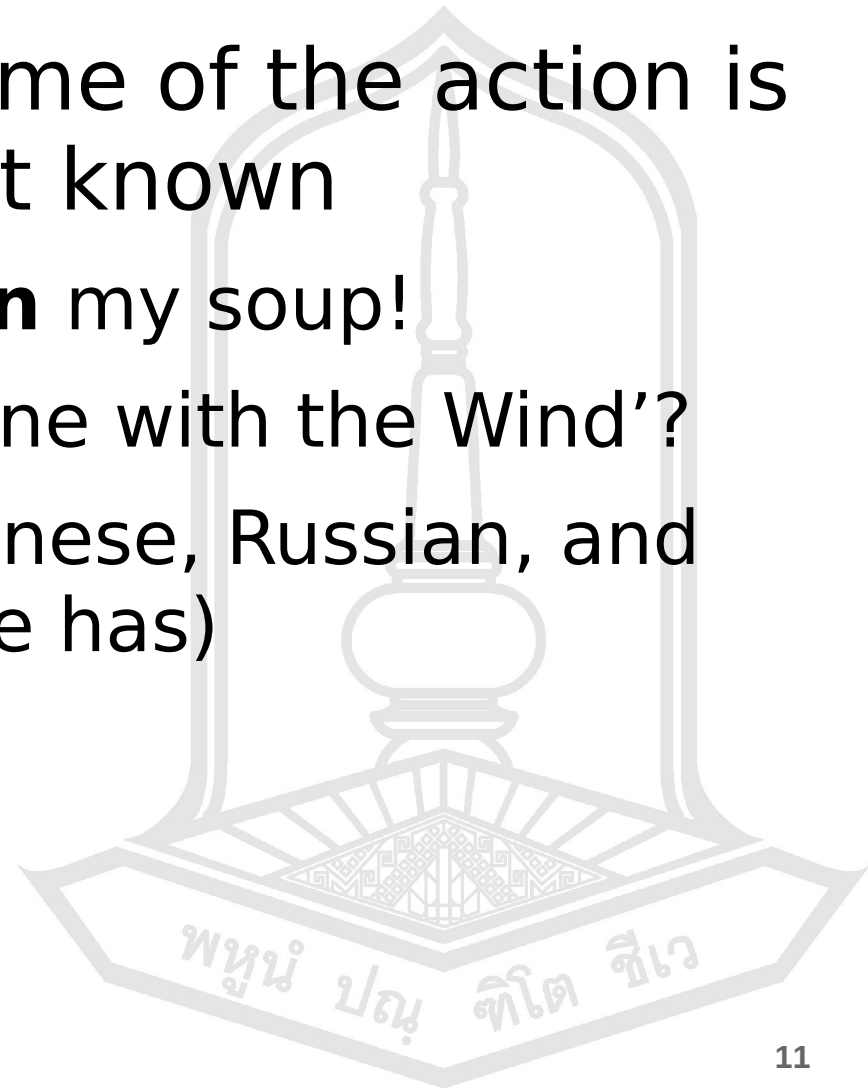 me of the action is
t known
n my soup!
ne with the Wind’?
nese, Russian, and
e has)
พหูนํ ปณฺ ฑิโต ชีเว
11